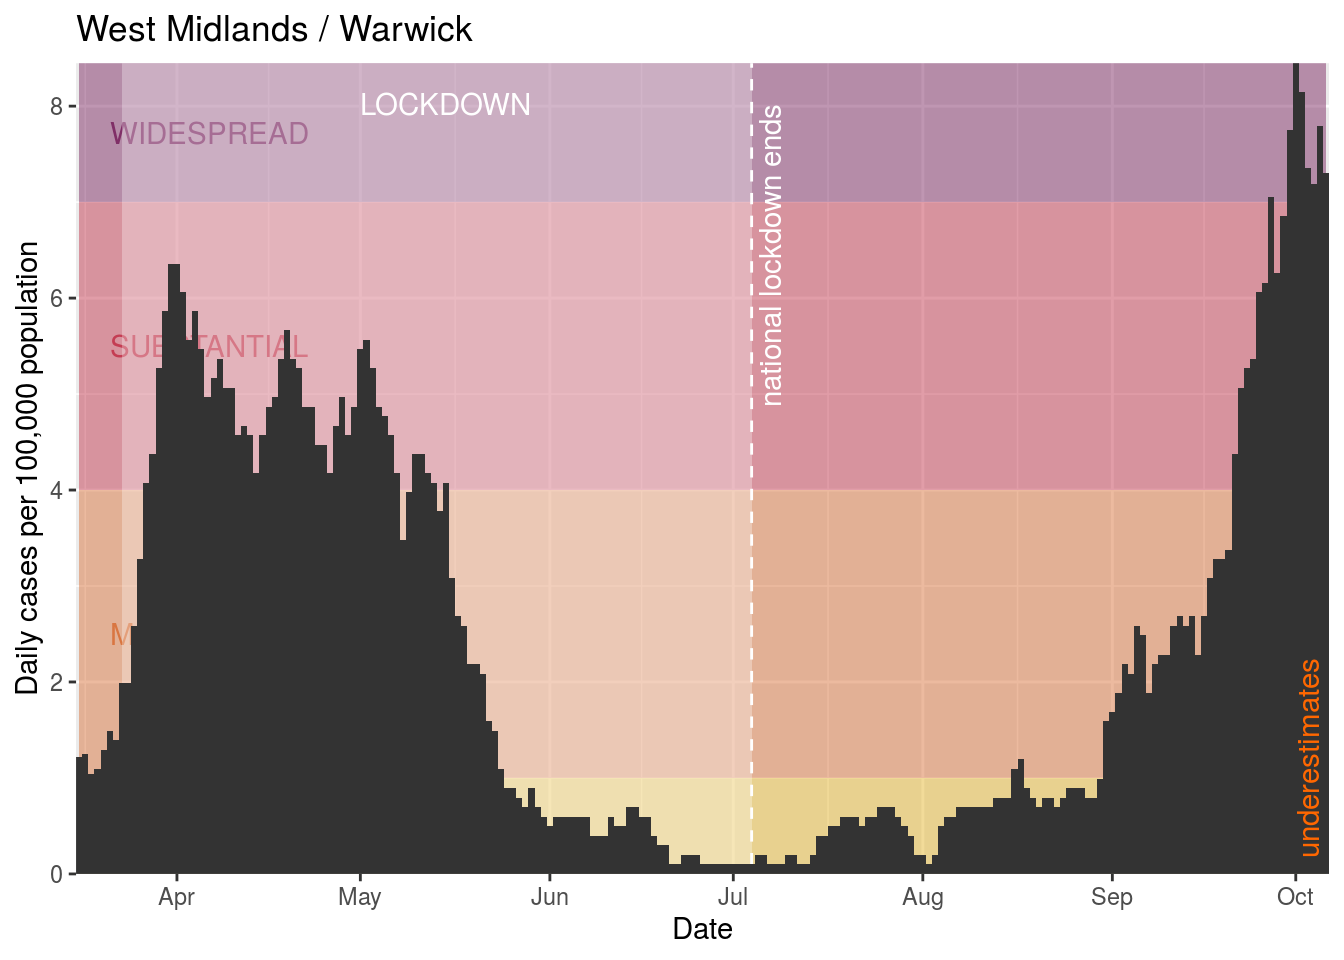 West Midlands / Warwick
LOCKDOWN
WIDESPREAD
SUBSTANTIAL
M
national lockdown ends
underestimates
Daily cases per 100,000 population
8
6
4
2
0
Apr
May
Jun
Jul
Aug
Sep
Oct
Date